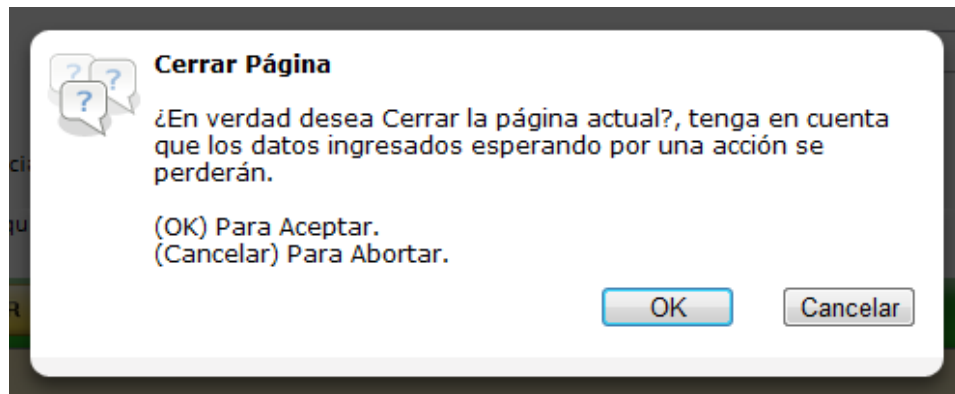 Cerrar Página
¿En verdad desea Cerrar la página actual?, tenga en cuenta
que los datos ingresados esperando por una acción se
perderán.
(OK) Para Aceptar.
(Cancelar) Para Abortar.
OK Cancelar